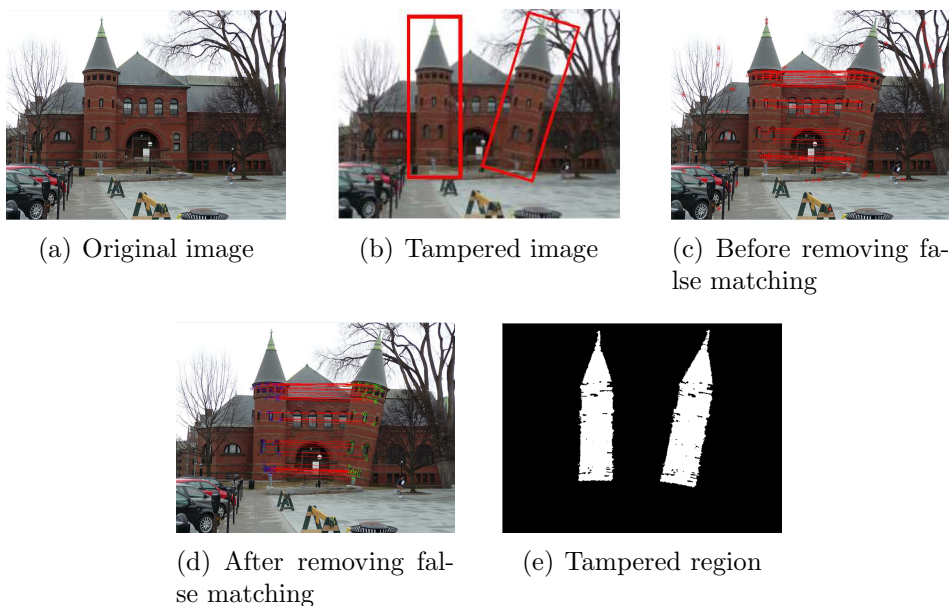 (a) Original image
(b) Tampered image
(c) Before removing fa-
lse matching
(d) After removing fal-
se matching
(e) Tampered region